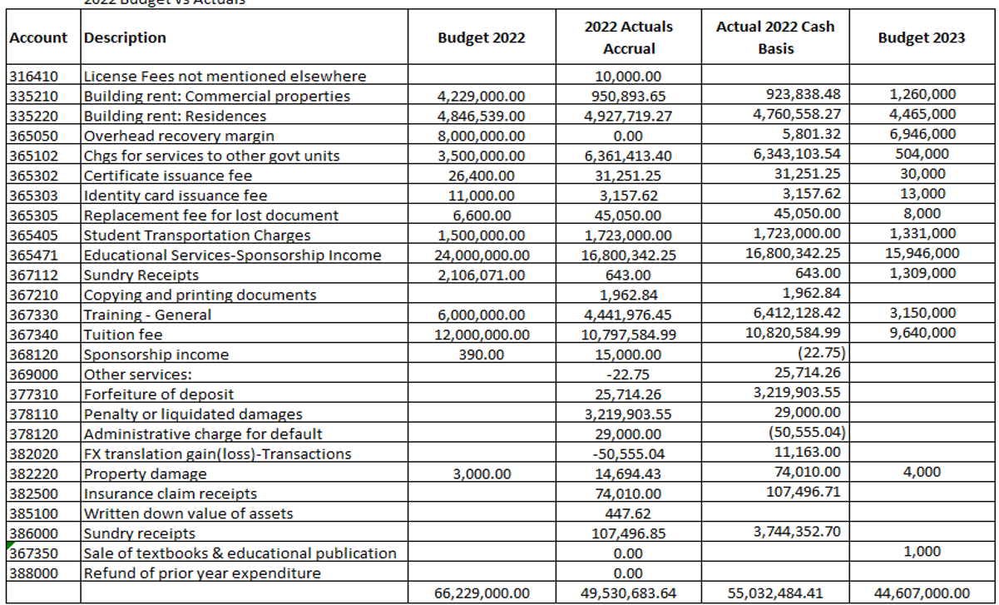 2022 Budget vs Actuals
Account Description Budget 2022 2022 Actuals Accrual Actual 2022 Cash Basis Budget 2023
316410 License Fees not mentioned elsewhere 10,000.00
335210 Building rent: Commercial properties 4,229,000.00 950,893.65 923,838.48 1,260,000
335220 Building rent: Residences 4,846,539.00 4,927,719.27 4,760,558.27 4,465,000
365050 Overhead recovery margin 8,000,000.00 0.00 5,801.32 6,946,000
365102 Chgs for services to other govt units 3,500,000.00 6,361,413.40 6,343,103.54 504,000
365302 Certificate issuance fee 26,400.00 31,251.25 31,251.25 30,000
365303 Identity card issuance fee 11,000.00 3,157.62 3,157.62 13,000
365305 Replacement fee for lost document 6,600.00 45,050.00 45,050.00 8,000
365405 Student Transportation Charges 1,500,000.00 1,723,000.00 1,723,000.00 1,331,000
365471 Educational Services-Sponsorship Income 24,000,000.00 16,800,342.25 16,800,342.25 15,946,000
367112 Sundry Receipts 2,106,071.00 643.00 643.00 1,309,000
367210 Copying and printing documents 1,962.84 1,962.84
367330 Training - General 6,000,000.00 4,441,976.45 6,412,128.42 3,150,000
367340 Tuition fee 12,000,000.00 10,797,584.99 10,820,584.99 9,640,000
368120 Sponsorship income 390.00 15,000.00 (22.75)
369000 Other services: -22.75 25,714.26
377310 Forfeiture of deposit 25,714.26 3,219,903.55
378110 Penalty or liquidated damages 3,219,903.55 29,000.00
378120 Administrative charge for default 29,000.00 (50,555.04)
382020 FX translation gain(loss)-Transactions -50,555.04 11,163.00
382220 Property damage 3,000.00 14,694.43 74,010.00 4,000
382500 Insurance claim receipts 74,010.00 107,496.71
385100 Written down value of assets 447.62
386000 Sundry receipts 107,496.85 3,744,352.70
367350 Sale of textbooks & educational publication 0.00 1,000
388000 Refund of prior year expenditure 0.00
66,229,000.00 49,530,683.64 55,032,484.41 44,607,000.00